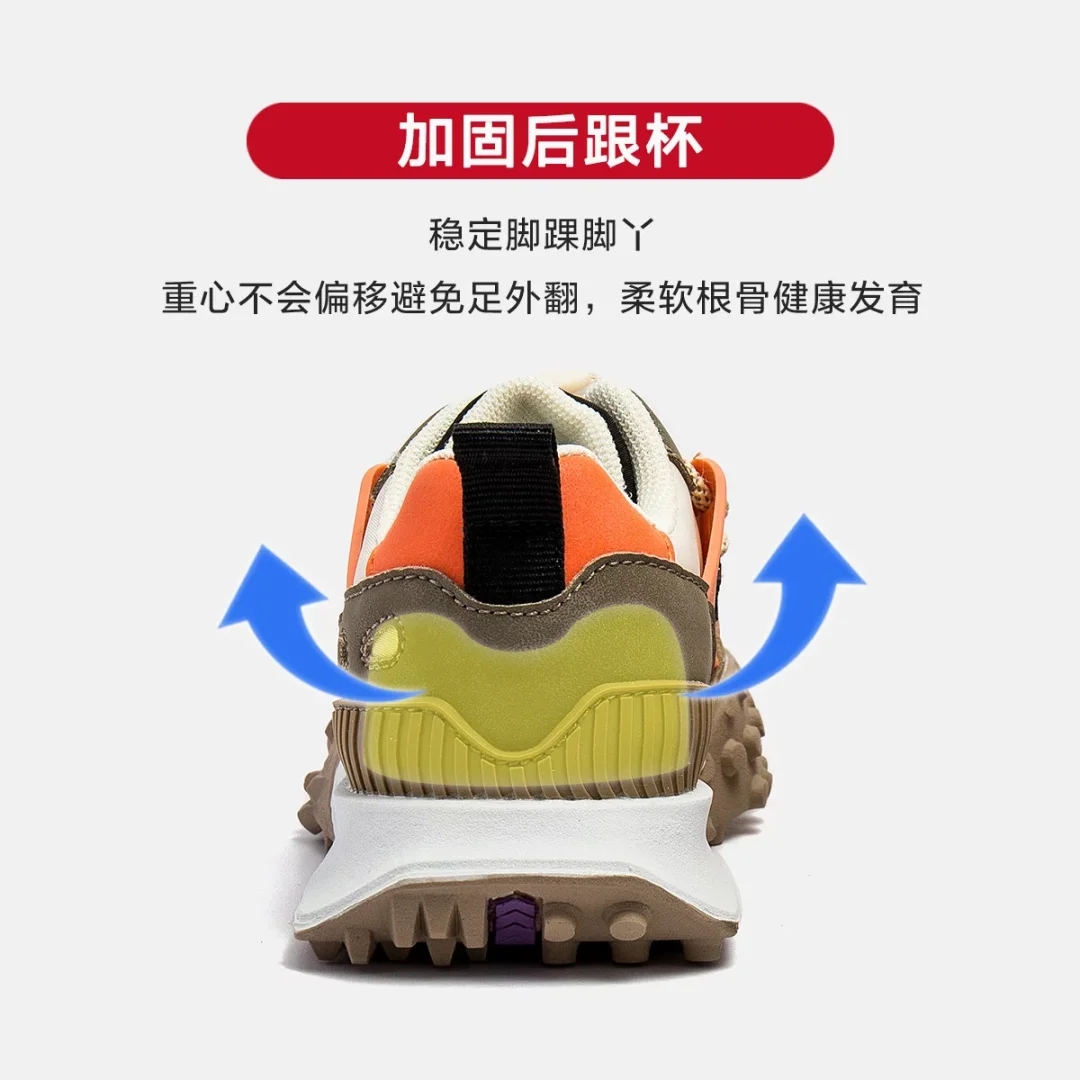 加固后跟杯
稳定脚踝脚丫
重心不会偏移避免足外翻，柔软根骨健康发育